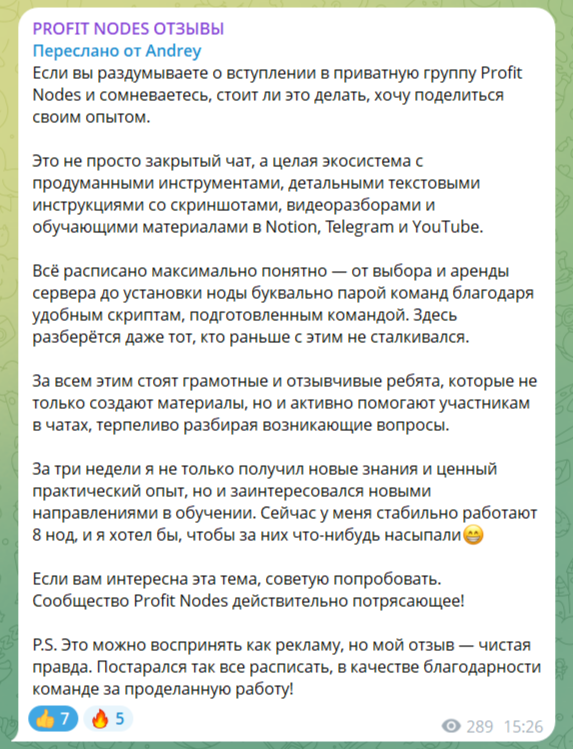 PROFIT NODES ОТЗЫВЫ
Переслано от Andrey
Если вы раздумываете о вступлении в приватную группу Profit
Nodes и сомневаетесь, стоит ли это делать, хочу поделиться
своим опытом.
Это не просто закрытый чат, а целая экосистема с
продуманными инструментами, детальными текстовыми
инструкциями со скриншотами, видеоразборами и
обучающими материалами в Notion, Telegram и YouTube.
Всё расписано максимально понятно — от выбора и аренды
сервера до установки ноды буквально парой команд благодаря
удобным скриптам, подготовленным командой. Здесь
разберётся даже тот, кто раньше с этим не сталкивался.
За всем этим стоят грамотные и отзывчивые ребята, которые не
только создают материалы, но и активно помогают участникам
в чатах, терпеливо разбирая возникающие вопросы.
За три недели я не только получил новые знания и ценный
практический опыт, но и заинтересовался новыми
направлениями в обучении. Сейчас у меня стабильно работают
8 нод, и я хотел бы, чтобы за них что-нибудь насыпали😁
Если вам интересна эта тема, советую попробовать.
Сообщество Profit Nodes действительно потрясающее!
P.S. Это можно воспринять как рекламу, но мой отзыв — чистая
правда. Постарался так все расписать, в качестве благодарности
команде за проделанную работу!
👍 7 🔥 5
289 15:26